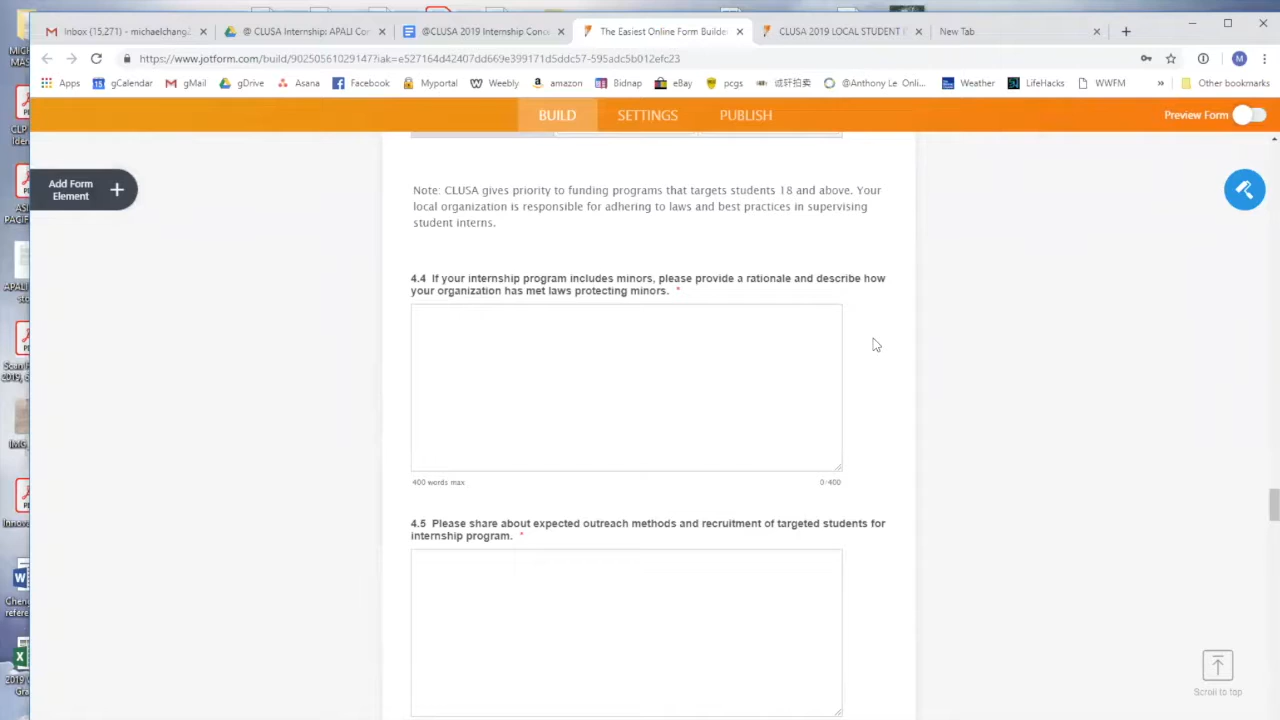 Inbox (15,271) - michaelchang
@ CLUSA Internship: APALI Co
@CLUSA 2019 Internship Conce
The Easiest Online Form Builde
CLUSA 2019 LOCAL STUDENT
New Tab
https://www.jotform.com/build/90250561029147?iak=e527164d42407dd669e399171d5ddc57-595adc5b012efc23
M
Apps gCalendar gMail gDrive Asana Facebook Myportal Weebly amazon Bidnap eBay pcgs 诚轩拍卖 @Anthony Le Onli... Weather LifeHacks WWFM » Other bookmarks
BUILD SETTINGS PUBLISH Preview Form
Add Form
Element
Note: CLUSA gives priority to funding programs that targets students 18 and above. Your
local organization is responsible for adhering to laws and best practices in supervising
student interns.
4.4 If your internship program includes minors, please provide a rationale and describe how
your organization has met laws protecting minors. *
400 words max 0/400
4.5 Please share about expected outreach methods and recruitment of targeted students for
internship program. *
Scroll to top